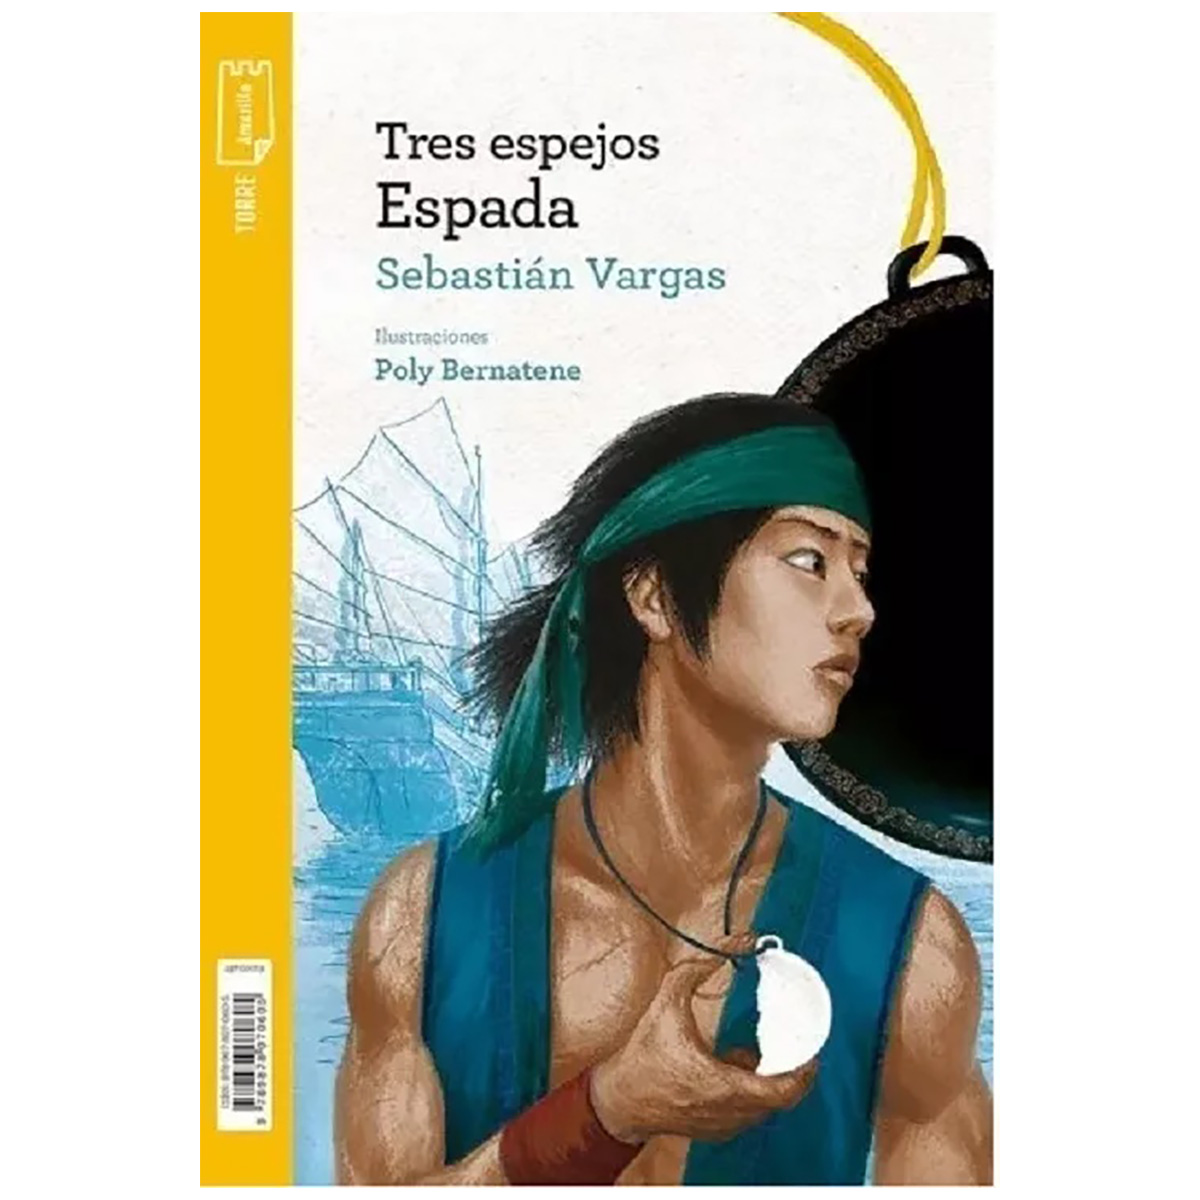 Tres espejos
Espada
Sebastián Vargas
Ilustraciones
Poly Bernatene
TORRE
Amarilla